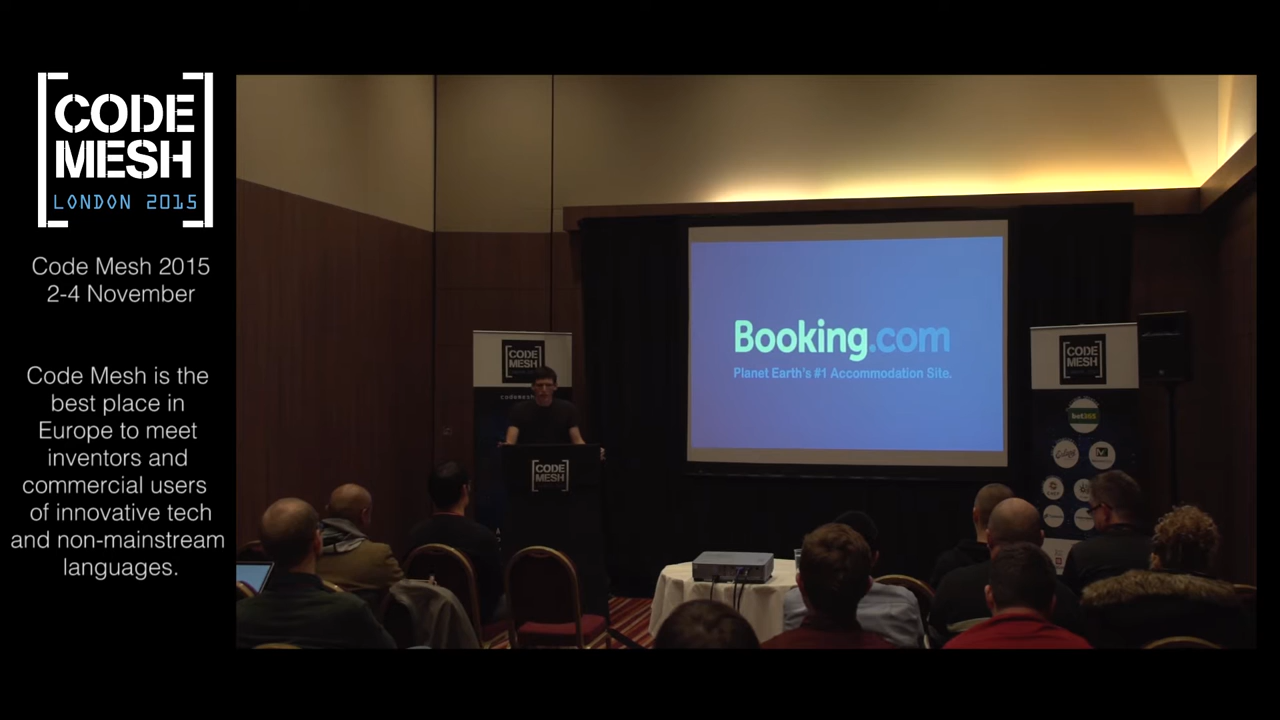 CODE
MESH
LONDON 2015
Code Mesh 2015
2-4 November
Code Mesh is the
best place in
Europe to meet
inventors and
commercial users
of innovative tech
and non-mainstream
languages.
Booking.com
Planet Earth's #1 Accommodation Site.
CODE
MESH
codemesh
CODE
MESH
CODE
MESH
bet365